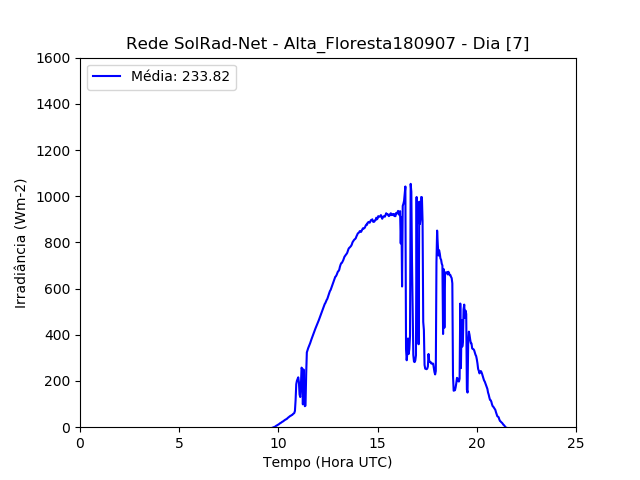 Rede SolRad-Net - Alta_Floresta180907 - Dia [7]
Média: 233.82
1600
1400
1200
1000
800
600
400
200
0
Irradiância (Wm-2)
0 5 10 15 20 25
Tempo (Hora UTC)